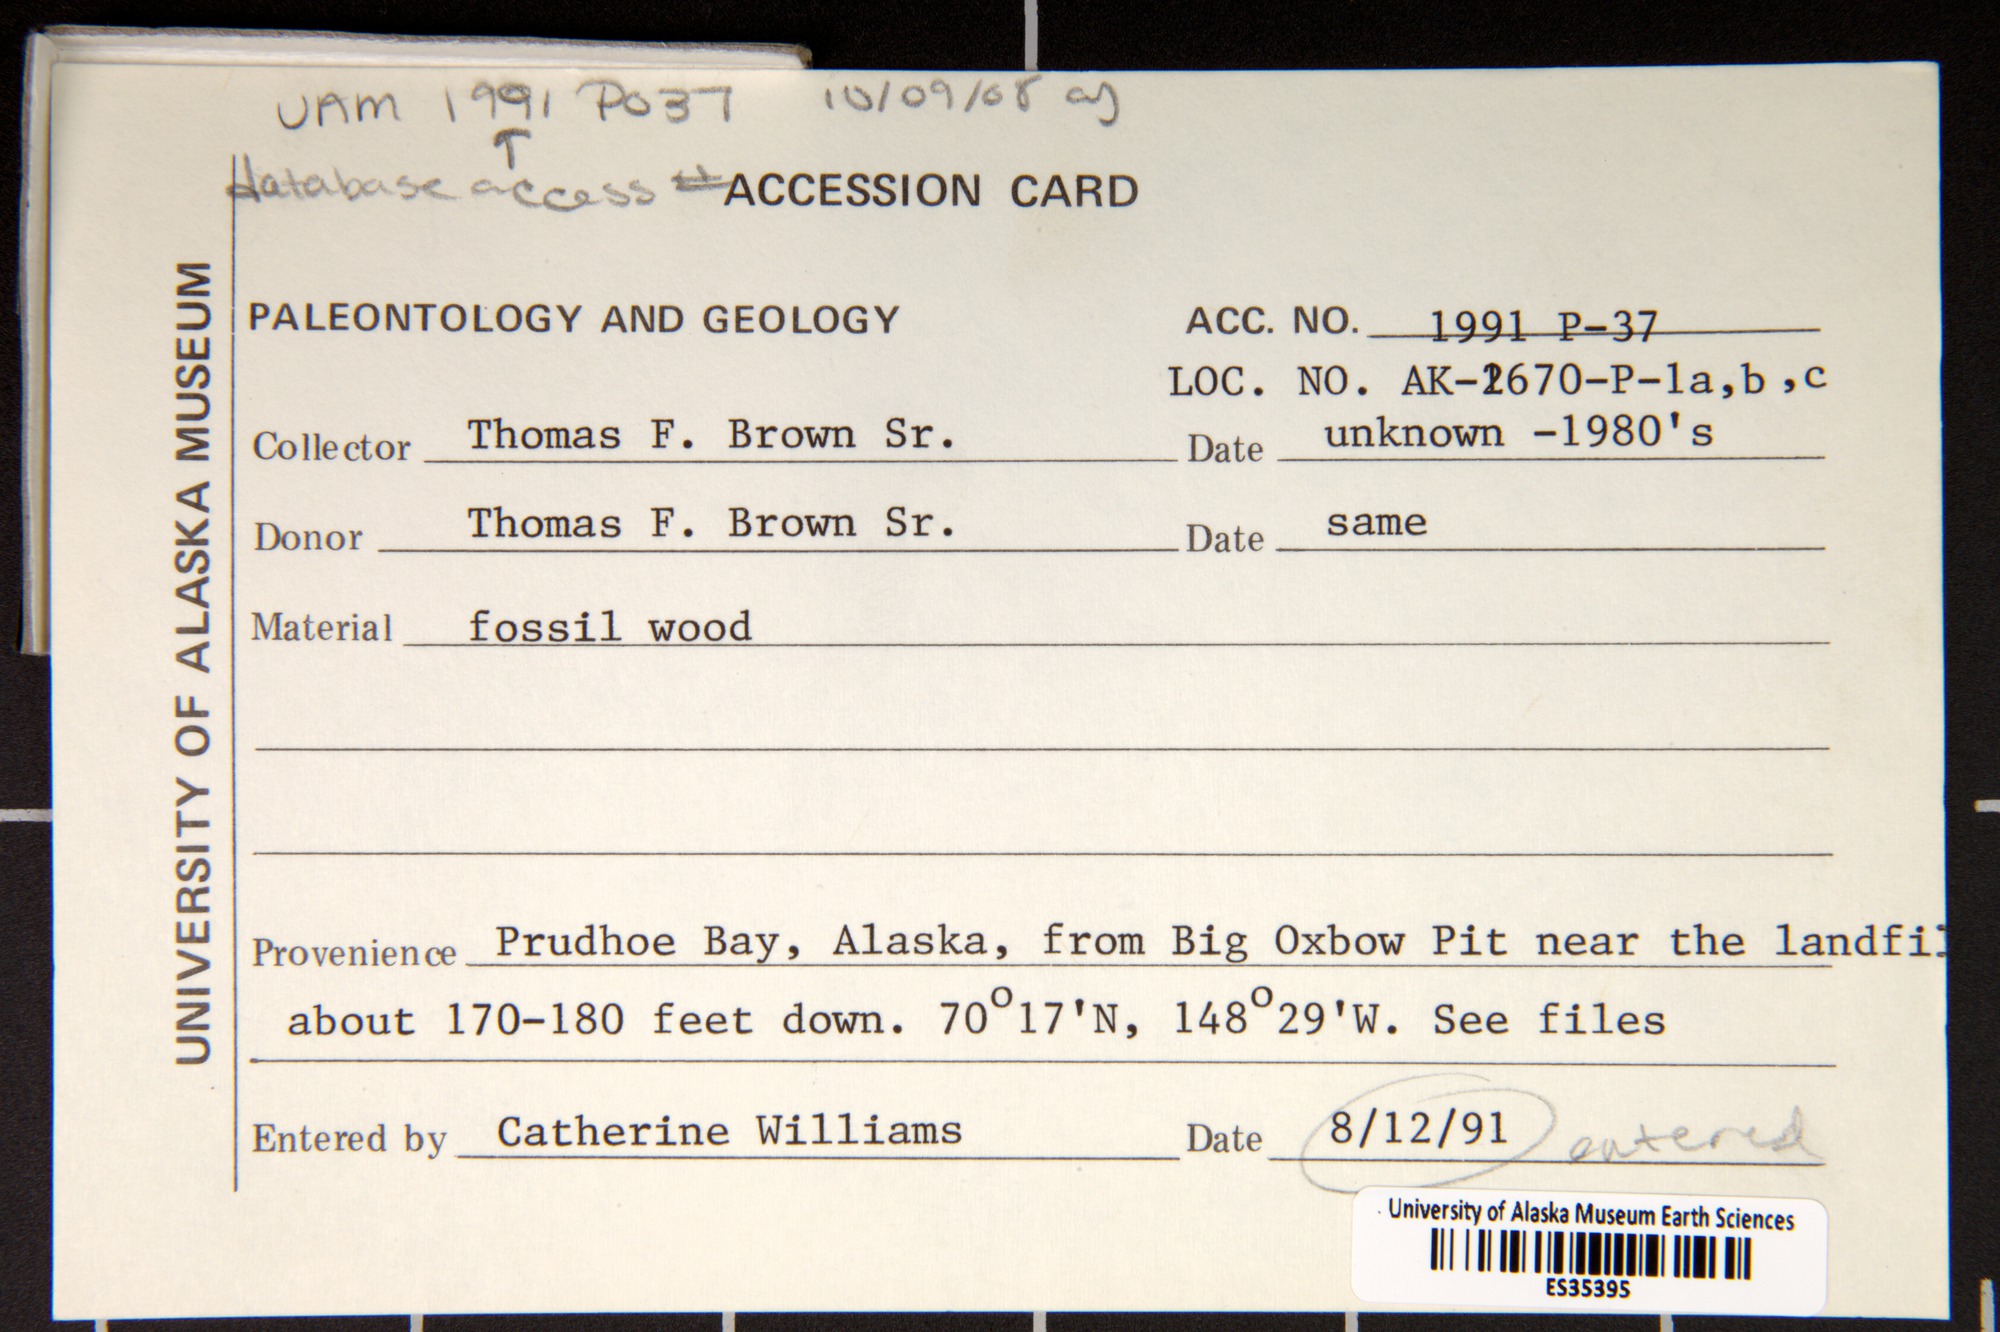 UAM 1991 P037 10/09/08
↑
database access #
ACCESSION CARD
UNIVERSITY OF ALASKA MUSEUM
PALEONTOLOGY AND GEOLOGY
ACC. NO. 1991 P-37
LOC. NO. AK-2670-P-1a,b,c
Collector Thomas F. Brown Sr. Date unknown -1980's
Donor Thomas F. Brown Sr. Date same
Material fossil wood
Provenience Prudhoe Bay, Alaska, from Big Oxbow Pit near the landfil
about 170-180 feet down. 70°17'N, 148°29'W. See files
Entered by Catherine Williams Date 8/12/91 entered
University of Alaska Museum Earth Sciences
ES35395